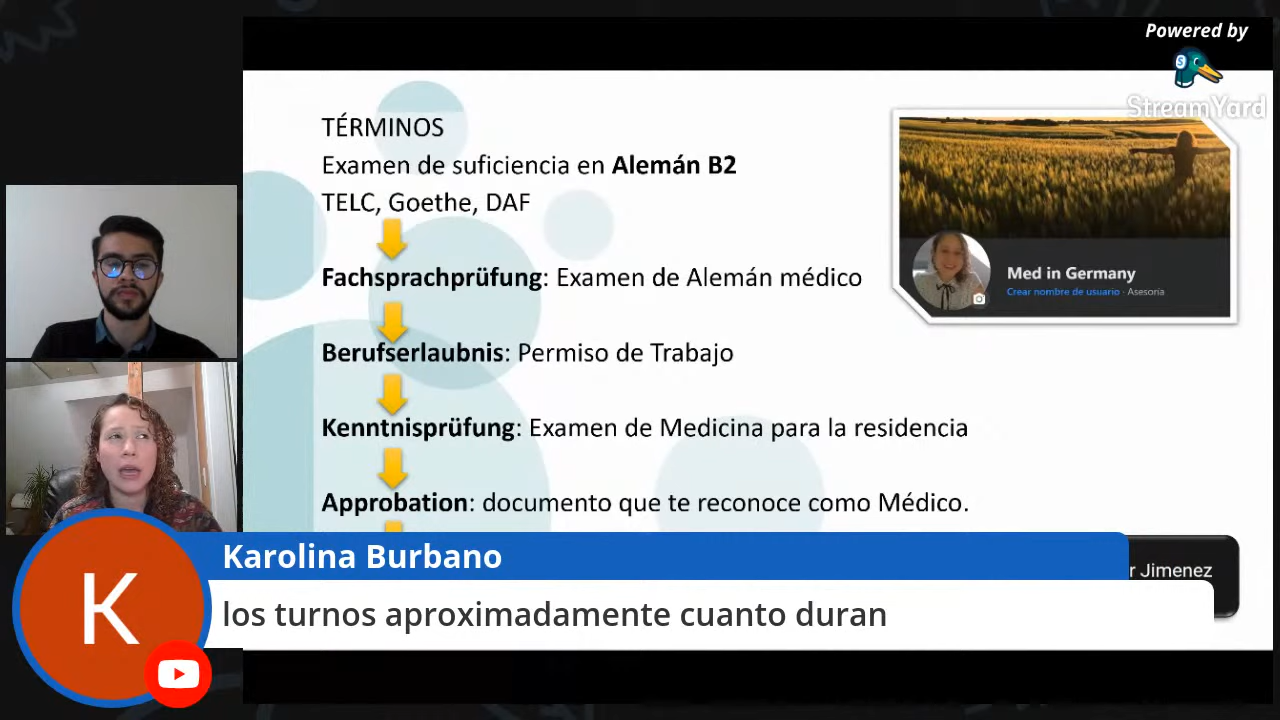 Powered by
StreamYard
TÉRMINOS
Examen de suficiencia en Alemán B2
TELC, Goethe, DAF
Fachsprachprüfung: Examen de Alemán médico
Berufserlaubnis: Permiso de Trabajo
Kenntnisprüfung: Examen de Medicina para la residencia
Approbation: documento que te reconoce como Médico.
Med in Germany
Crear nombre de usuario · Asesoría
r Jimenez
K
Karolina Burbano
los turnos aproximadamente cuanto duran